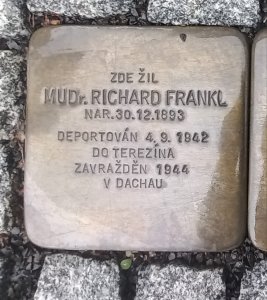 ZDE ŽIL
MUDr. RICHARD FRANKL
NAR. 30.12.1893
DEPORTOVÁN 4. 9. 1942
DO TEREZÍNA
ZAVRAŽDĚN 1944
V DACHAU